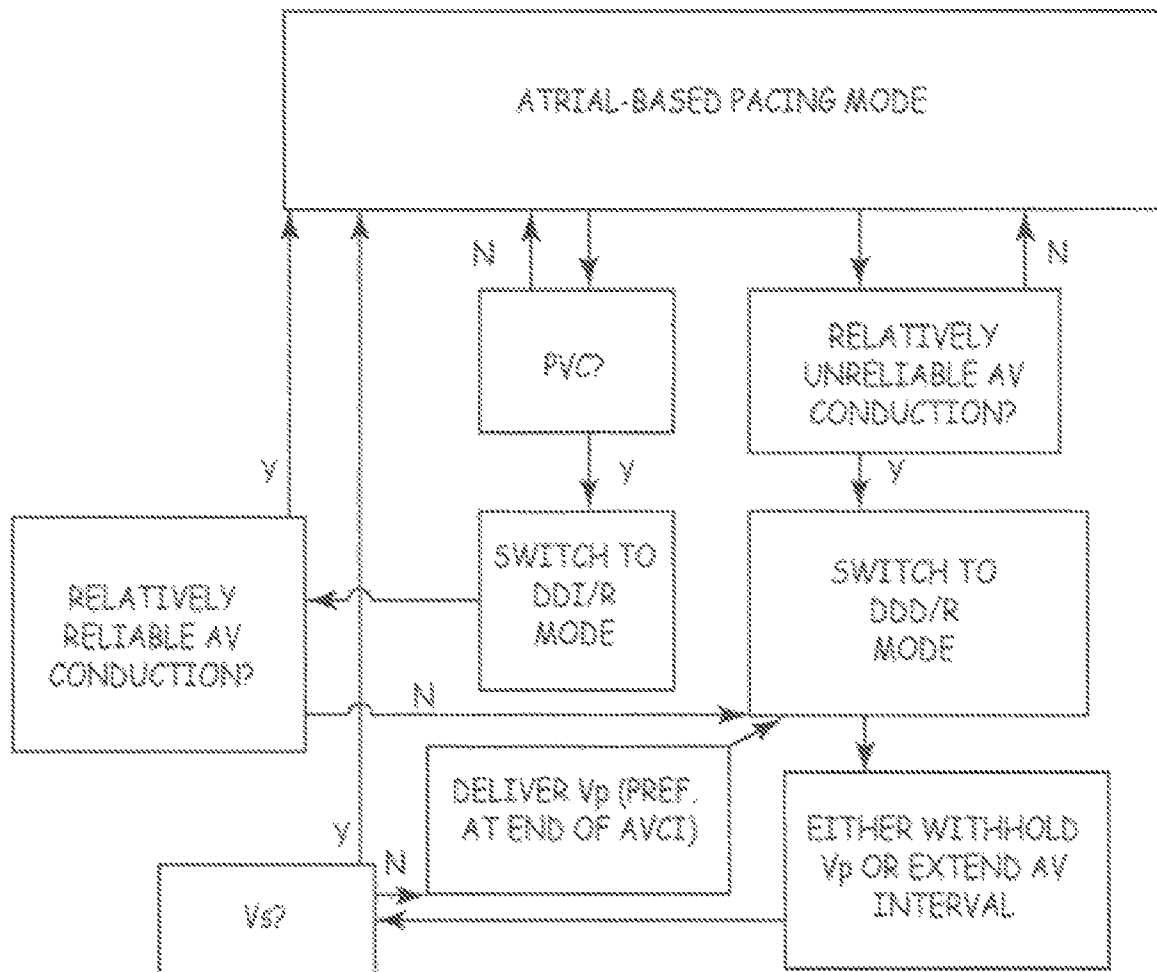 ATRIAL-BASED PACING MODE
N
N
PVC?
RELATIVELY
UNRELIABLE AV
CONDUCTION?
Y
Y
Y
RELATIVELY
RELIABLE AV
CONDUCTION?
SWITCH TO
DDI/R
MODE
SWITCH TO
DDD/R
MODE
N
DELIVER Vp (PREF.
AT END OF AVCI)
EITHER WITHHOLD
Vp OR EXTEND AV
INTERVAL
Y
N
Vs?